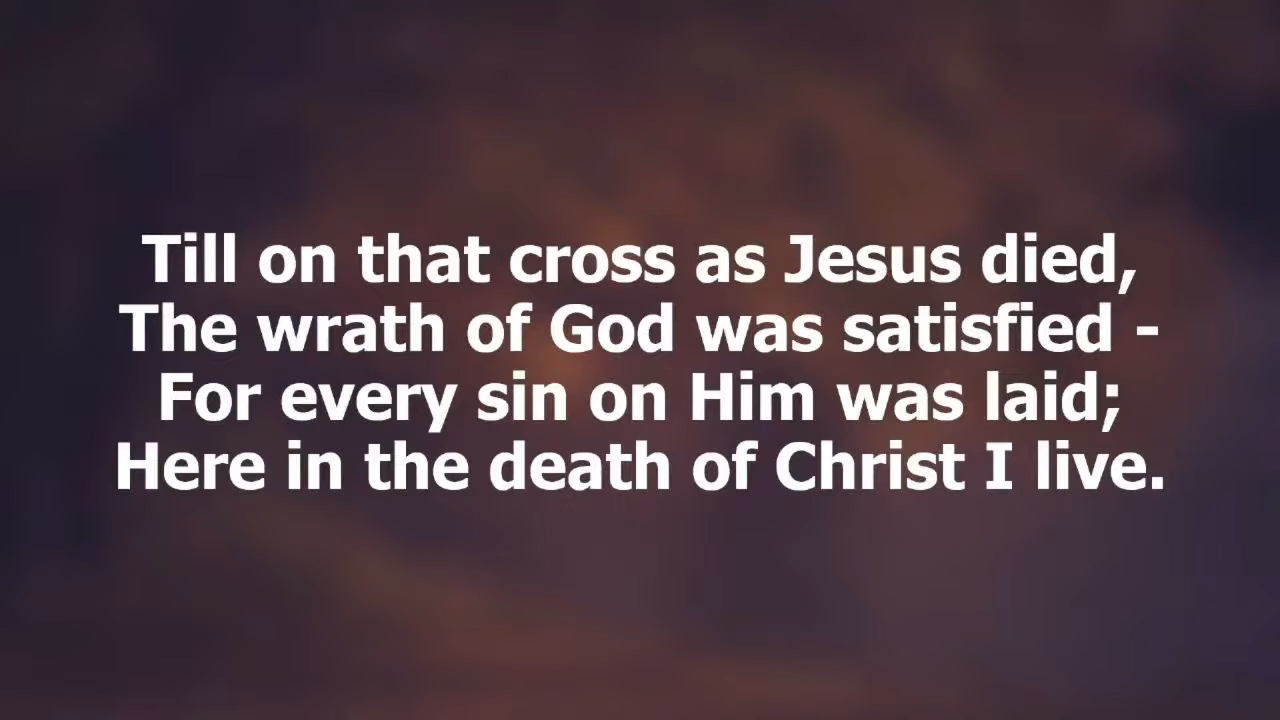 Till on that cross as Jesus died,
The wrath of God was satisfied -
For every sin on Him was laid;
Here in the death of Christ I live.